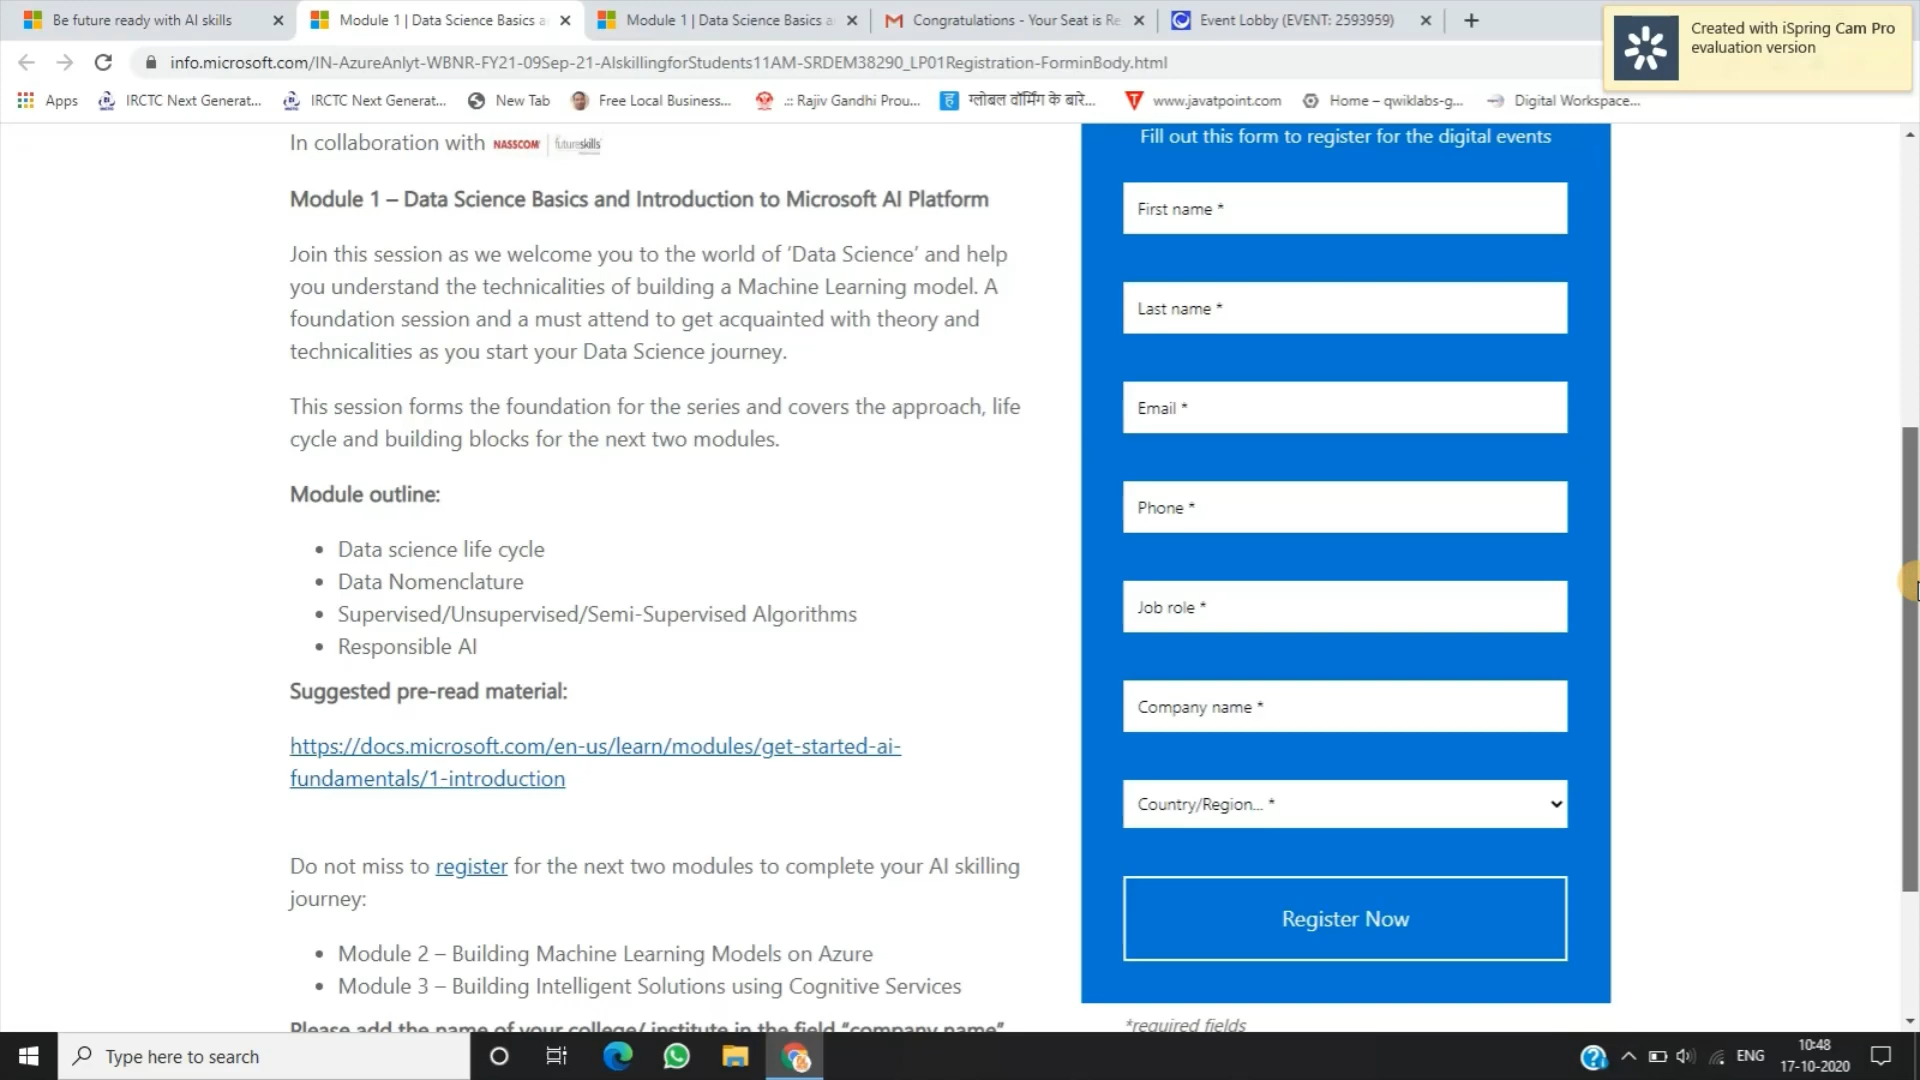 Be future ready with AI skills
Module 1 | Data Science Basics a
Module 1 | Data Science Basics a
Congratulations - Your Seat is Re
Event Lobby (EVENT: 2593959)
Created with iSpring Cam Pro
evaluation version
info.microsoft.com/IN-AzureAnlyt-WBNR-FY21-09Sep-21-AIskillingforStudents11AM-SRDEM38290_LP01Registration-ForminBody.html
Apps
IRCTC Next Generat...
IRCTC Next Generat...
New Tab
Free Local Business...
.:: Rajiv Gandhi Prou...
ग्लोबल वॉर्मिंग के बारे...
www.javatpoint.com
Home – qwiklabs-g...
Digital Workspace...
In collaboration with NASSCOM futureskills
Module 1 – Data Science Basics and Introduction to Microsoft AI Platform
Join this session as we welcome you to the world of ‘Data Science’ and help
you understand the technicalities of building a Machine Learning model. A
foundation session and a must attend to get acquainted with theory and
technicalities as you start your Data Science journey.
This session forms the foundation for the series and covers the approach, life
cycle and building blocks for the next two modules.
Module outline:
• Data science life cycle
• Data Nomenclature
• Supervised/Unsupervised/Semi-Supervised Algorithms
• Responsible AI
Suggested pre-read material:
https://docs.microsoft.com/en-us/learn/modules/get-started-ai-
fundamentals/1-introduction
Do not miss to register for the next two modules to complete your AI skilling
journey:
• Module 2 – Building Machine Learning Models on Azure
• Module 3 – Building Intelligent Solutions using Cognitive Services
Please add the name of your college/ institute in the field “company name”
Fill out this form to register for the digital events
First name *
Last name *
Email *
Phone *
Job role *
Company name *
Country/Region... *
Register Now
*required fields
Type here to search
ENG
10:48
17-10-2020